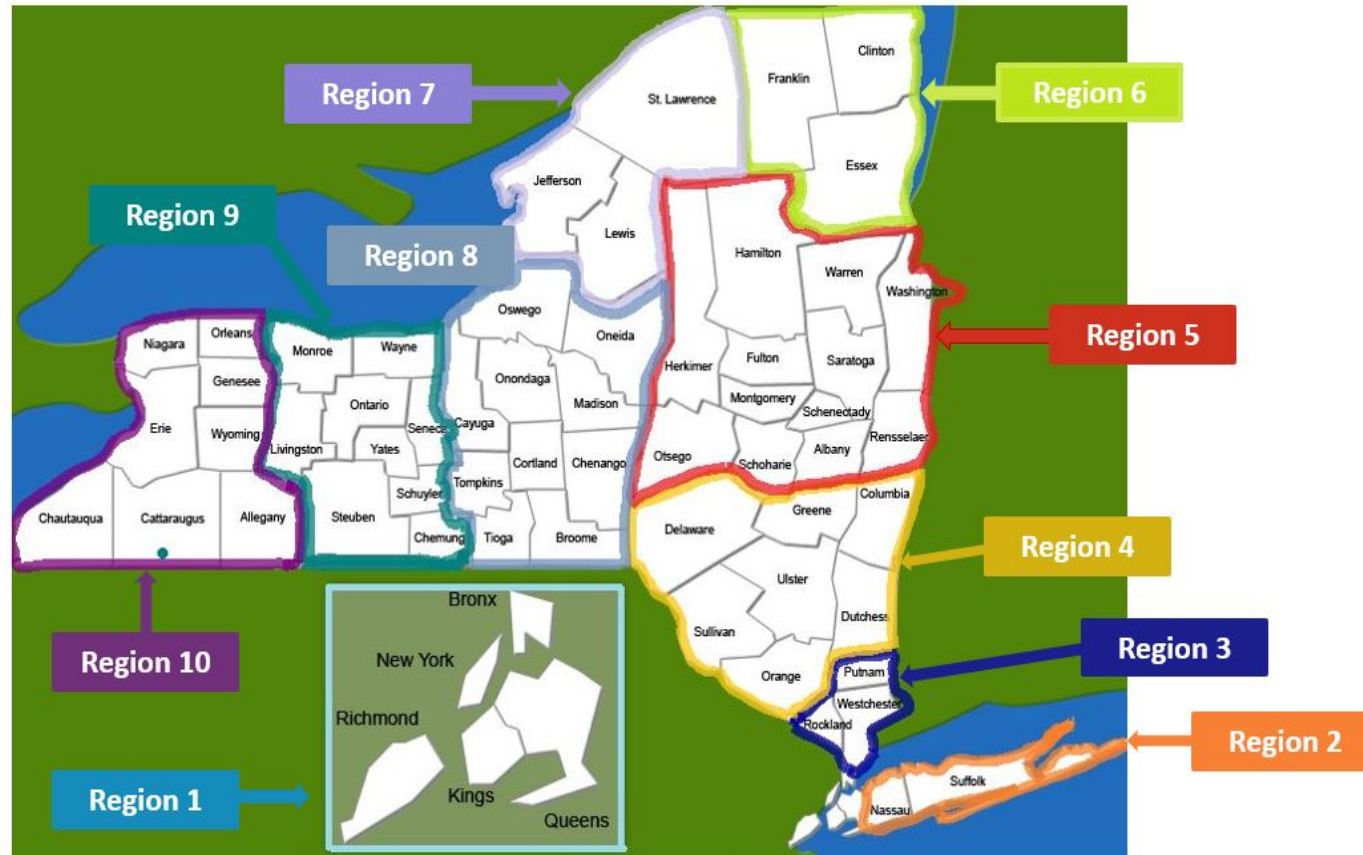 Region 7
Region 6
Region 9
Region 8
Region 5
Region 4
Region 3
Region 2
Region 10
Region 1
Clinton
Franklin
St. Lawrence
Essex
Jefferson
Lewis
Hamilton
Warren
Washington
Oswego
Oneida
Niagara
Orleans
Monroe
Wayne
Herkimer
Fulton
Saratoga
Genesee
Onondaga
Madison
Montgomery
Schenectady
Ontario
Erie
Wyoming
Seneca
Cayuga
Livingston
Yates
Rensselaer
Albany
Otsego
Schoharie
Cortland
Chenango
Tompkins
Schuyler
Columbia
Greene
Delaware
Chautauqua
Cattaraugus
Allegany
Steuben
Chemung
Tioga
Broome
Ulster
Dutchess
Sullivan
Orange
Putnam
Westchester
Rockland
Suffolk
Nassau
Bronx
New York
Richmond
Kings
Queens